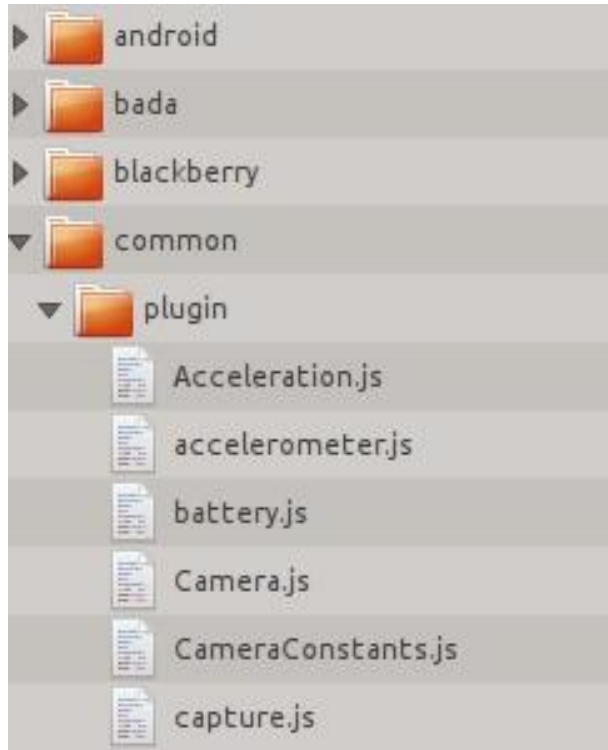 android
bada
blackberry
common
plugin
Acceleration.js
accelerometer.js
battery.js
Camera.js
CameraConstants.js
capture.js